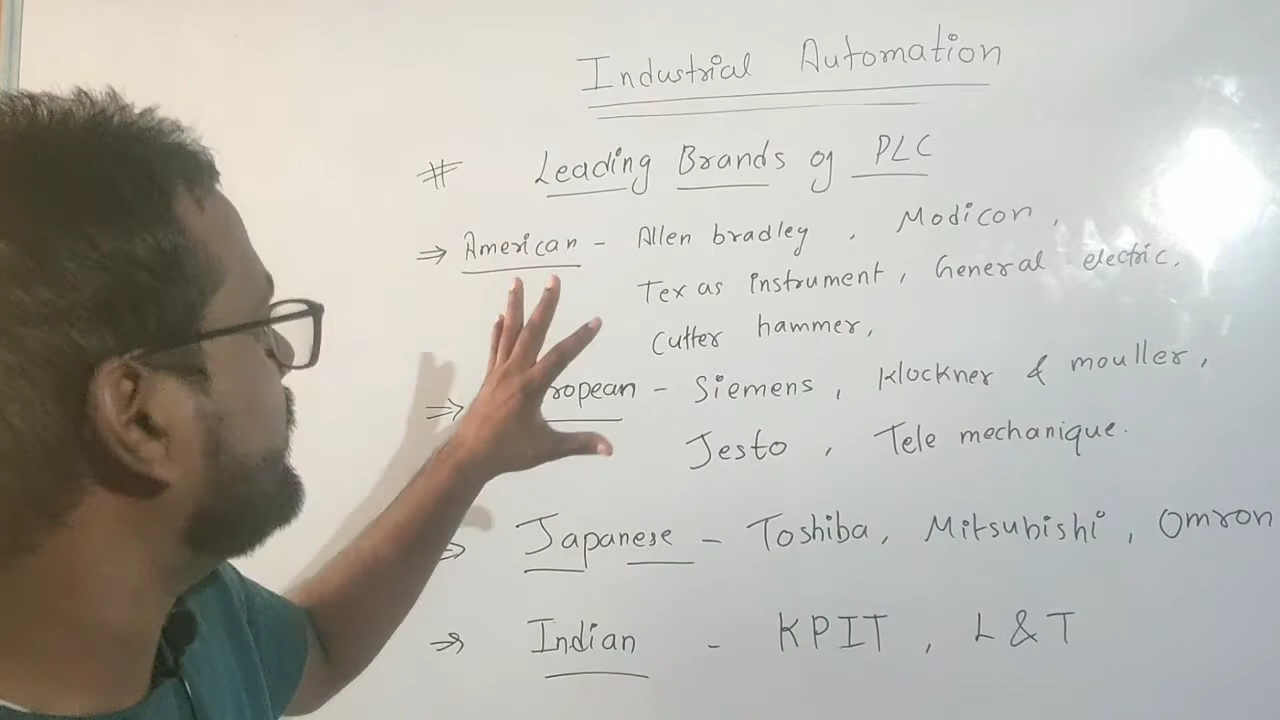 Industrial Automation
# Leading Brands of PLC
⇒ American - Allen bradley, Modicon,
Texas instrument, General electric,
Cutter hammer,
⇒ ropean - Siemens, Klockner & mouller,
Jesto, Tele mechanique.
⇒ Japanese - Toshiba, Mitsubishi, Omron
⇒ Indian - KPIT, L&T